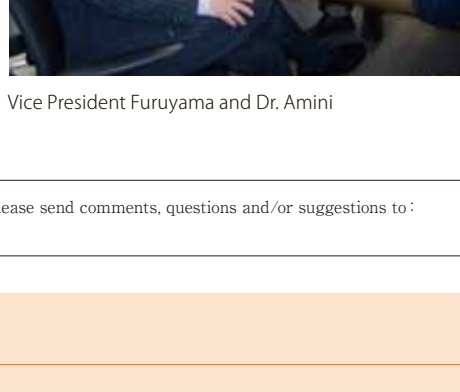 Vice President Furuyama and Dr. Amini
lease send comments, questions and/or suggestions to :